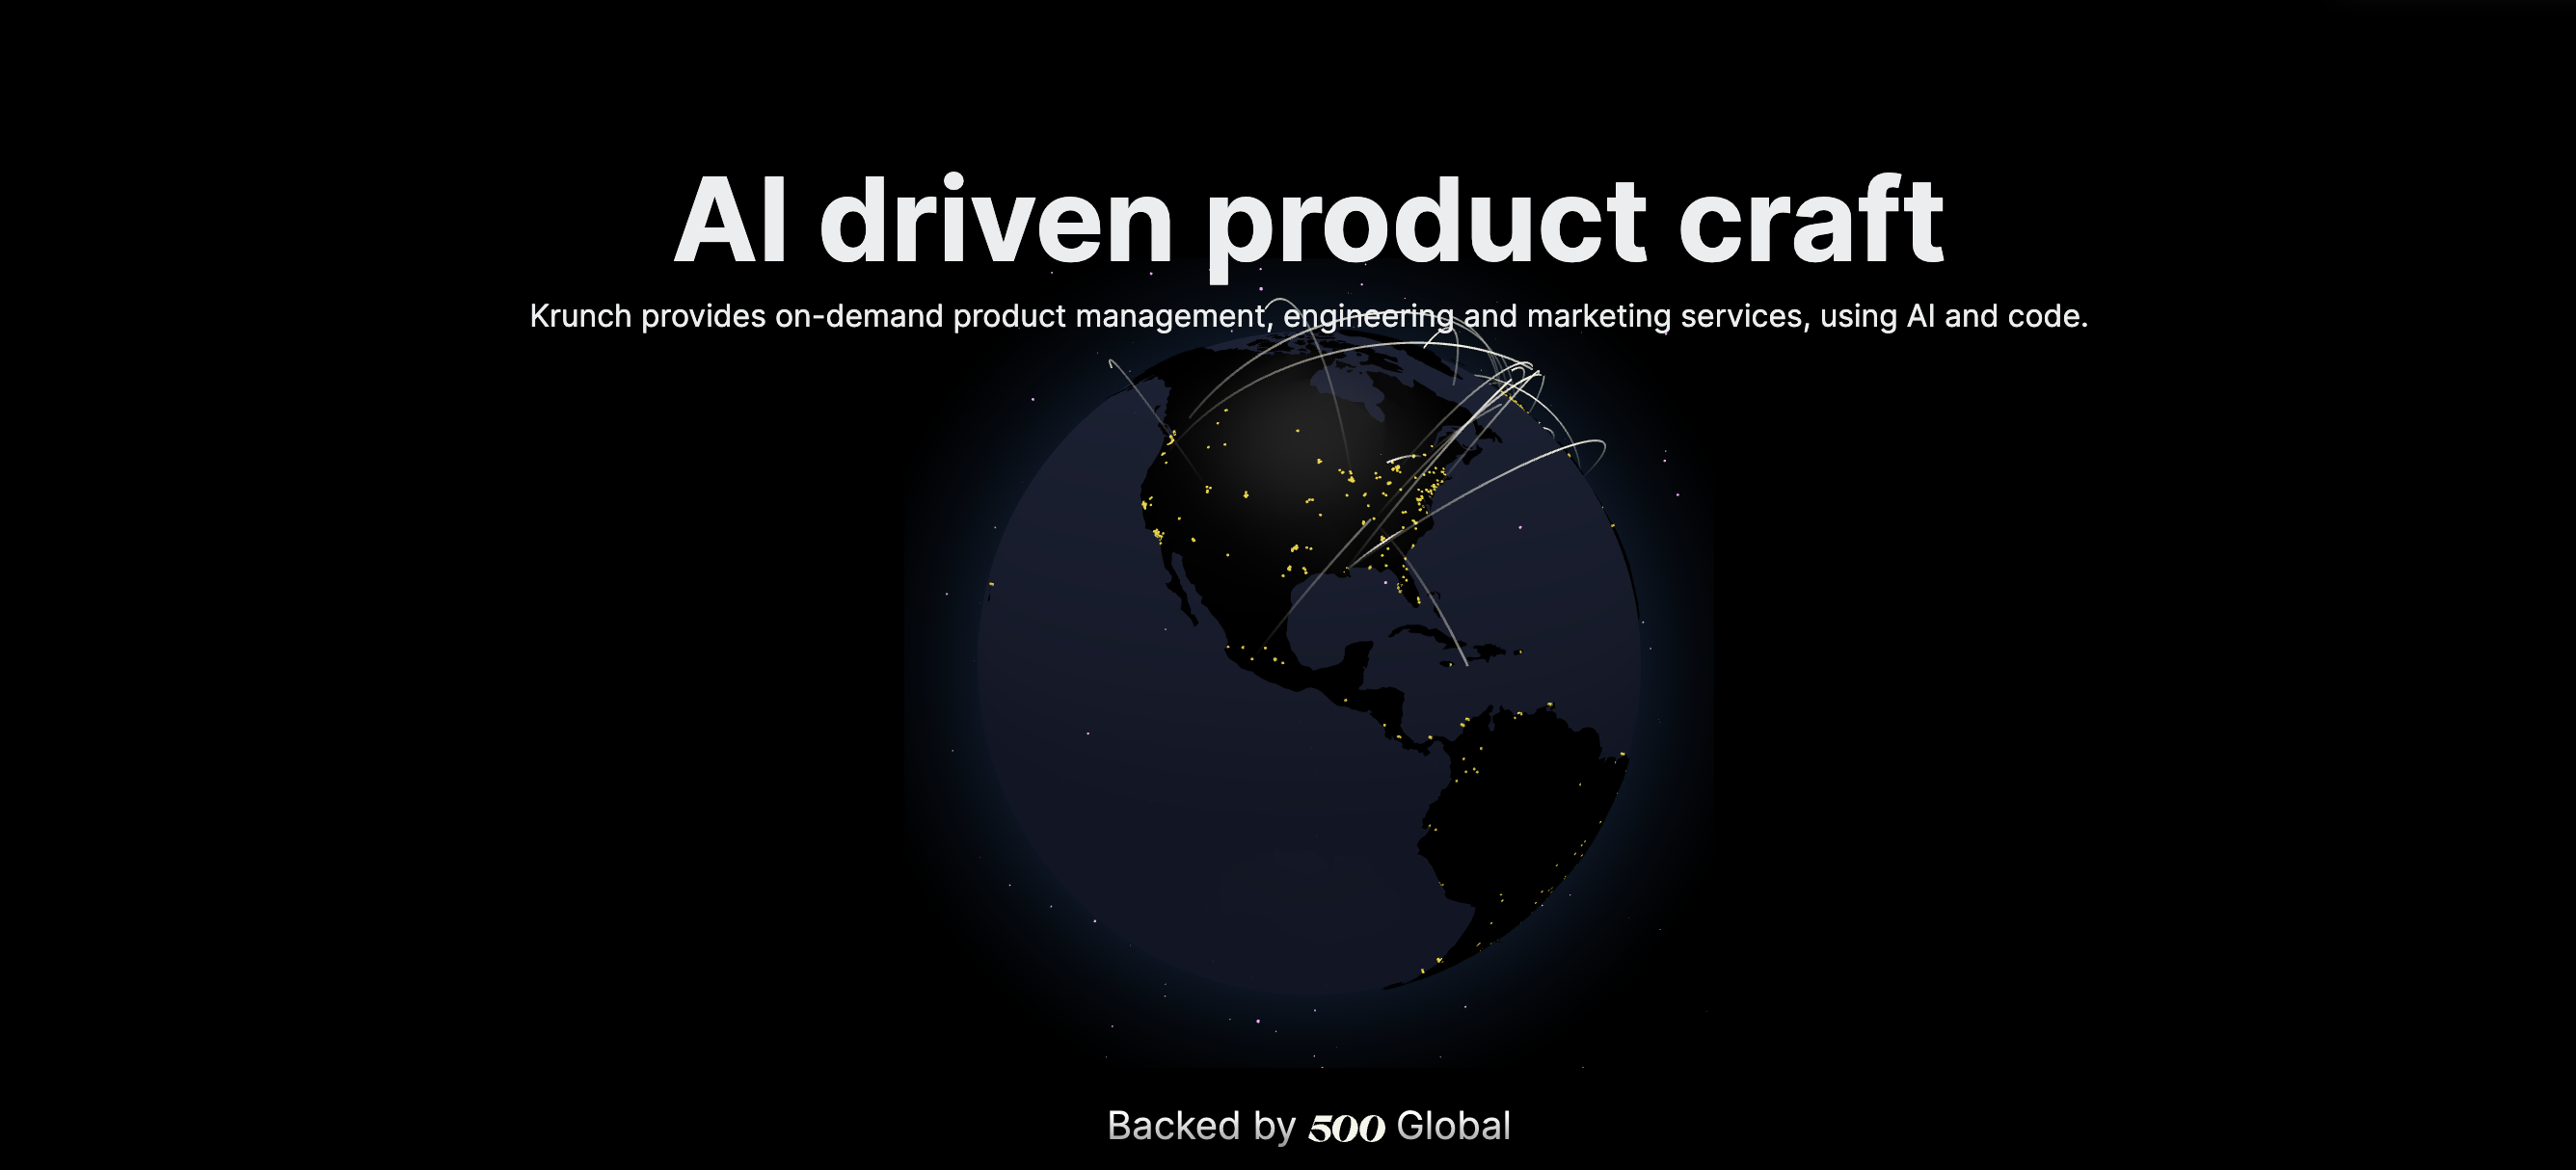 AI driven product craft
Krunch provides on-demand product management, engineering and marketing services, using AI and code.
Backed by 500 Global